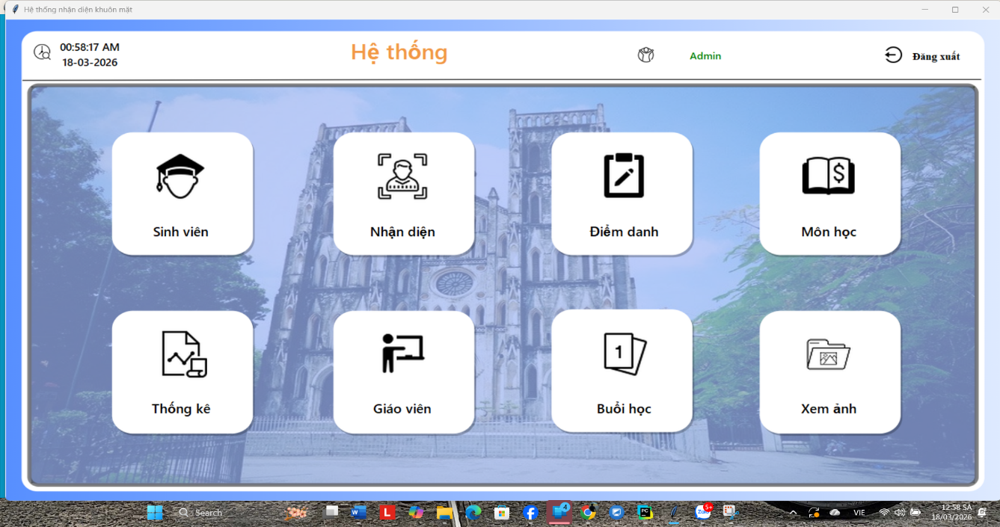 Hệ thống nhận diện khuôn mặt
00:58:17 AM
18-03-2026
Hệ thống
Admin
Đăng xuất
Sinh viên
Nhận diện
Điểm danh
$
Môn học
Thống kê
Giáo viên
1
Buổi học
Xem ảnh
Search
W
L
4
PC
Zalo
5+
VIE
12:58 SA
18/03/2026